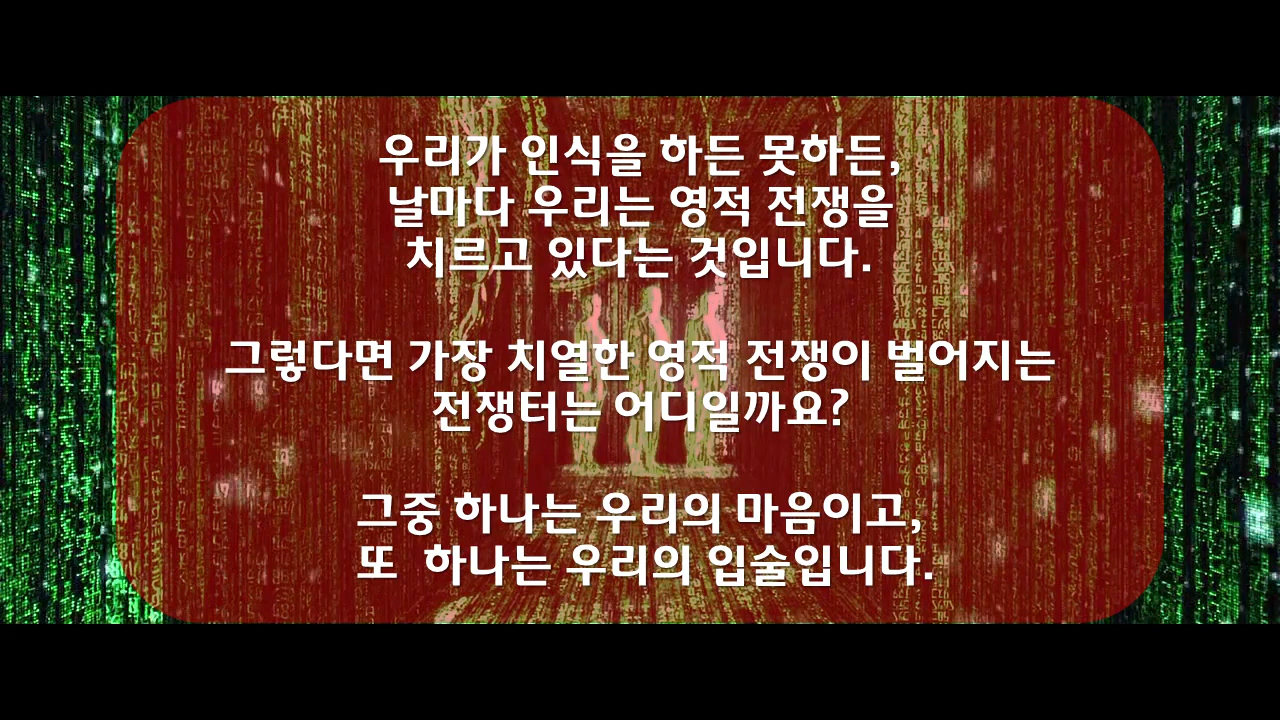 우리가 인식을 하든 못하든,
날마다 우리는 영적 전쟁을
치르고 있다는 것입니다.
그렇다면 가장 치열한 영적 전쟁이 벌어지는
전쟁터는 어디일까요?
그중 하나는 우리의 마음이고,
또 하나는 우리의 입술입니다.